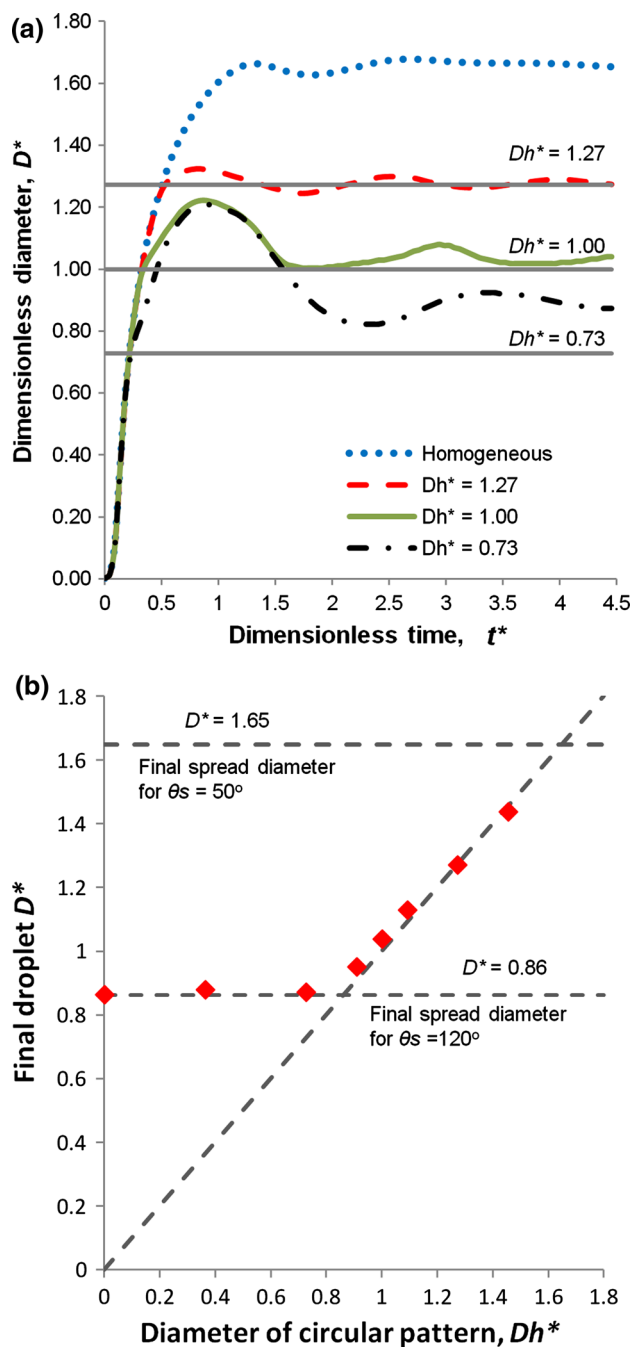 (a)
1.80
1.60
1.40
1.20
1.00
0.80
0.60
0.40
0.20
0.00
Dimensionless diameter, D*
Dh* = 1.27
Dh* = 1.00
Dh* = 0.73
Homogeneous
Dh* = 1.27
Dh* = 1.00
Dh* = 0.73
0 0.5 1 1.5 2 2.5 3 3.5 4 4.5
Dimensionless time, t*
(b)
1.8
1.6
1.4
1.2
1
0.8
0.6
0.4
0.2
0
Final droplet D*
D* = 1.65
Final spread diameter
for θs = 50º
D* = 0.86
Final spread diameter
for θs =120º
0 0.2 0.4 0.6 0.8 1 1.2 1.4 1.6 1.8
Diameter of circular pattern, Dh*